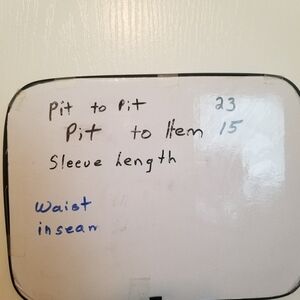 Pit to Pit 23
Pit to Hem 15
Sleeve Length
Waist
inseam